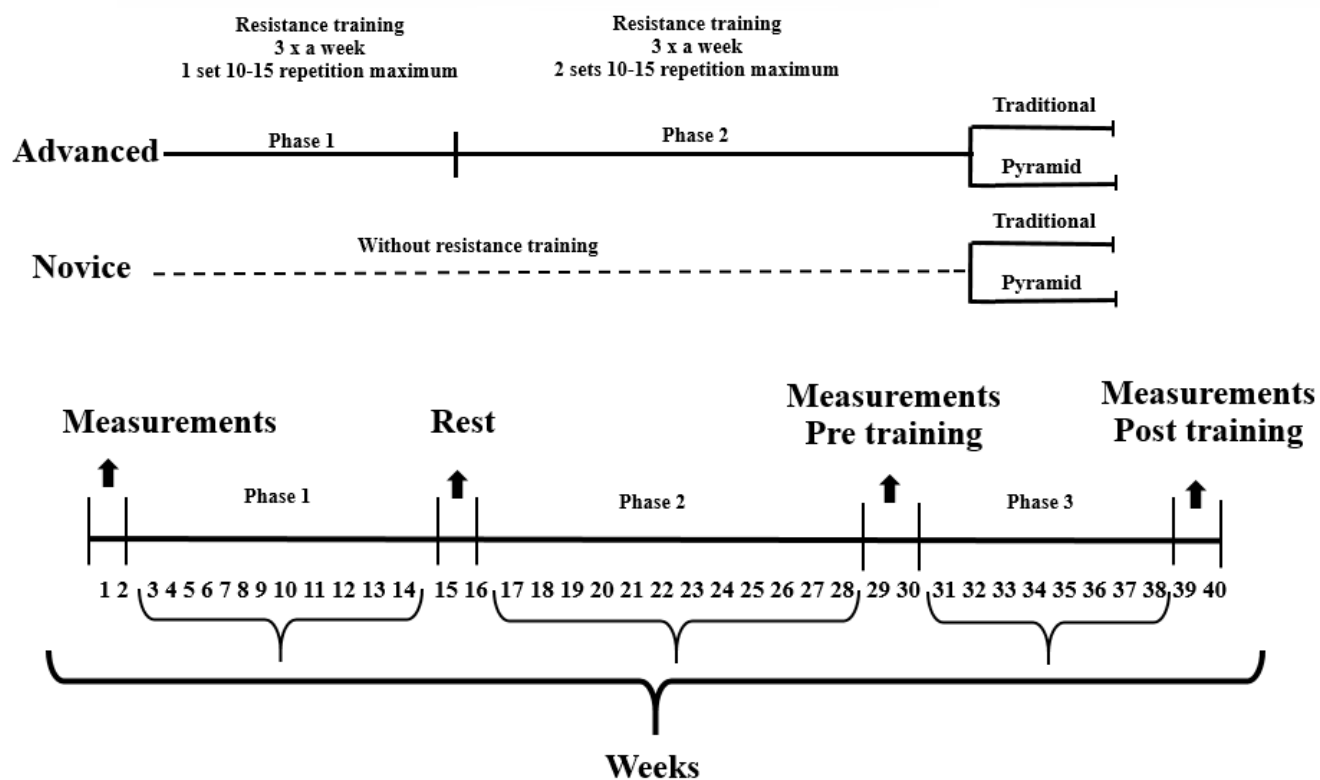 Resistance training
3 x a week
1 set 10-15 repetition maximum
Resistance training
3 x a week
2 sets 10-15 repetition maximum
Advanced
Phase 1
Phase 2
Traditional
Pyramid
Novice
Without resistance training
Traditional
Pyramid
Measurements
Rest
Measurements
Pre training
Measurements
Post training
Phase 1
Phase 2
Phase 3
1 2 3 4 5 6 7 8 9 10 11 12 13 14 15 16 17 18 19 20 21 22 23 24 25 26 27 28 29 30 31 32 33 34 35 36 37 38 39 40
Weeks